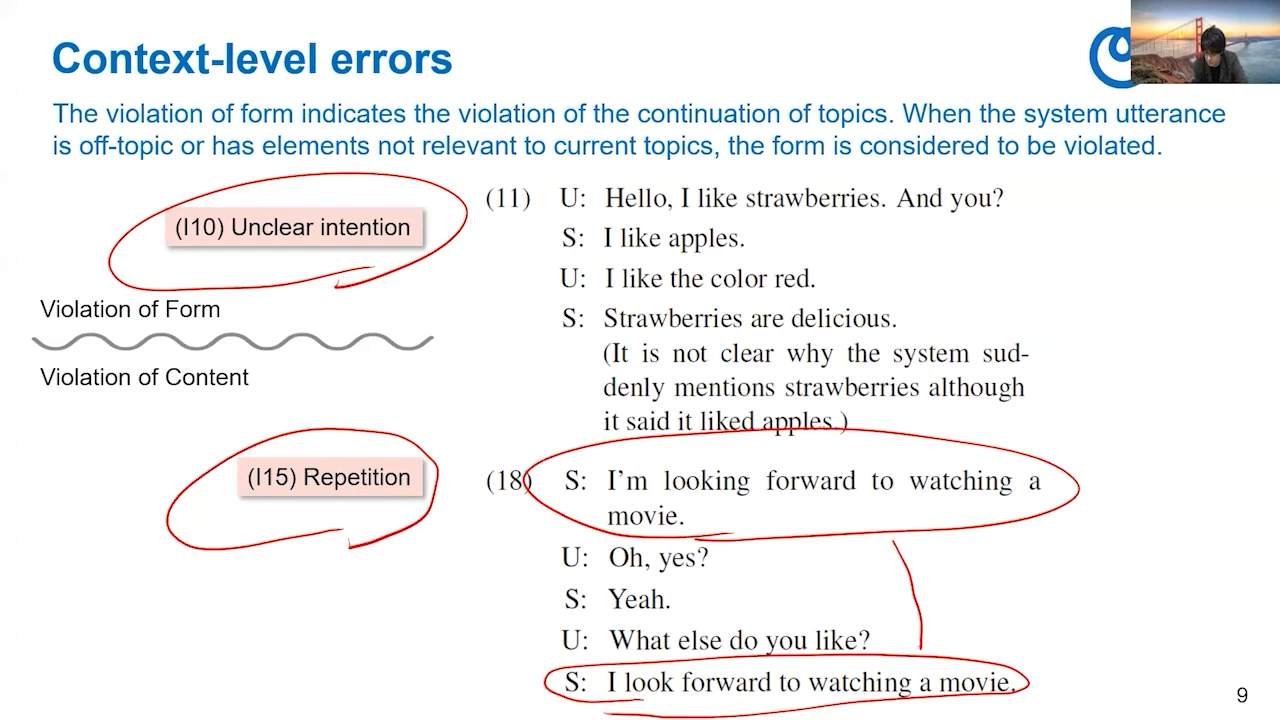 Context-level errors
The violation of form indicates the violation of the continuation of topics. When the system utterance
is off-topic or has elements not relevant to current topics, the form is considered to be violated.
(I10) Unclear intention
(11) U: Hello, I like strawberries. And you?
S: I like apples.
U: I like the color red.
S: Strawberries are delicious.
(It is not clear why the system sud-
denly mentions strawberries although
it said it liked apples.)
Violation of Form
Violation of Content
(I15) Repetition
(18) S: I'm looking forward to watching a
movie.
U: Oh, yes?
S: Yeah.
U: What else do you like?
S: I look forward to watching a movie.
9